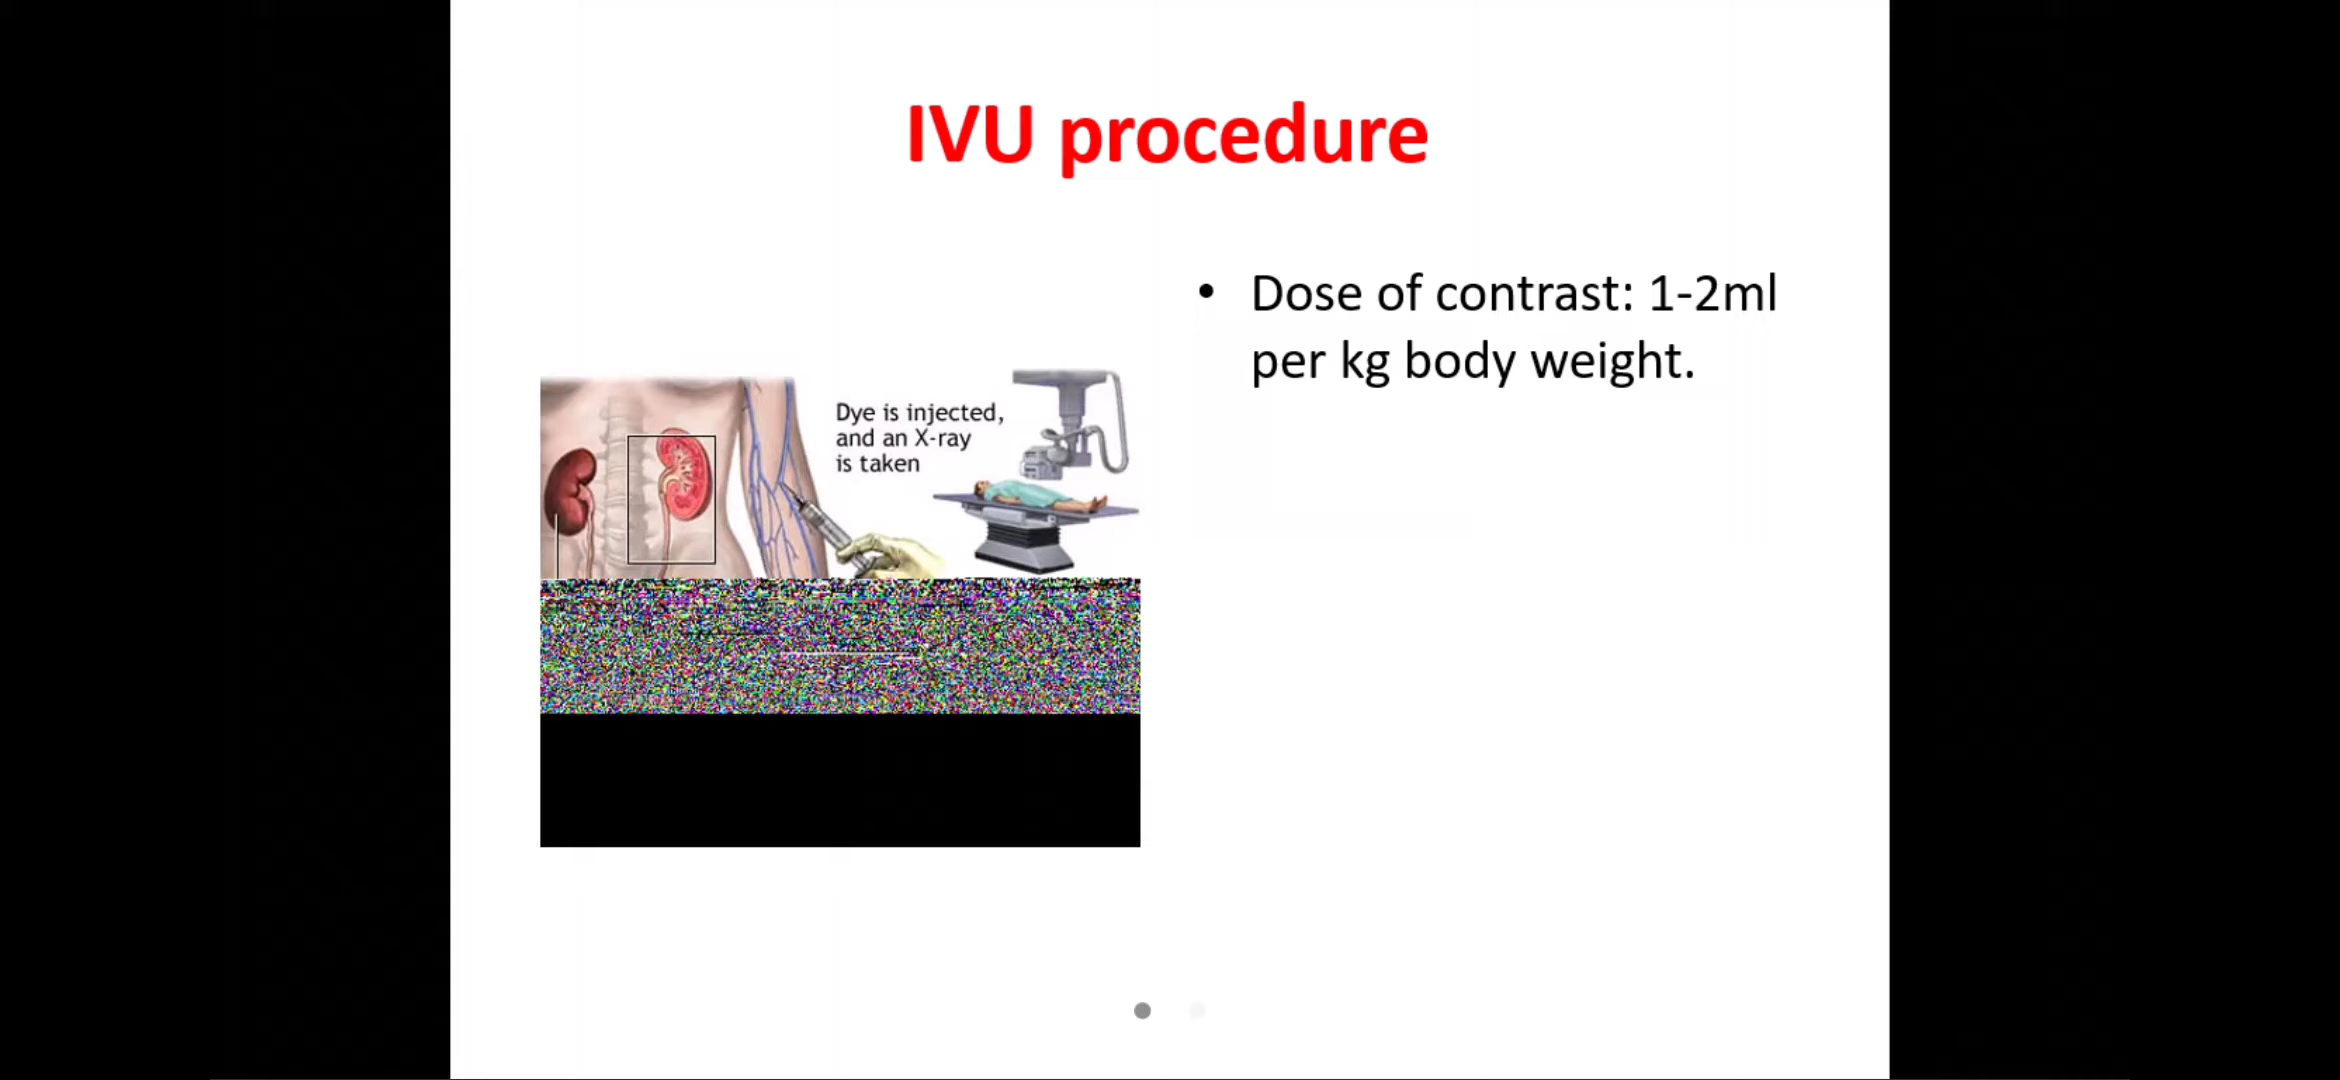 IVU procedure
• Dose of contrast: 1-2ml
per kg body weight.
Dye is injected,
and an X-ray
is taken